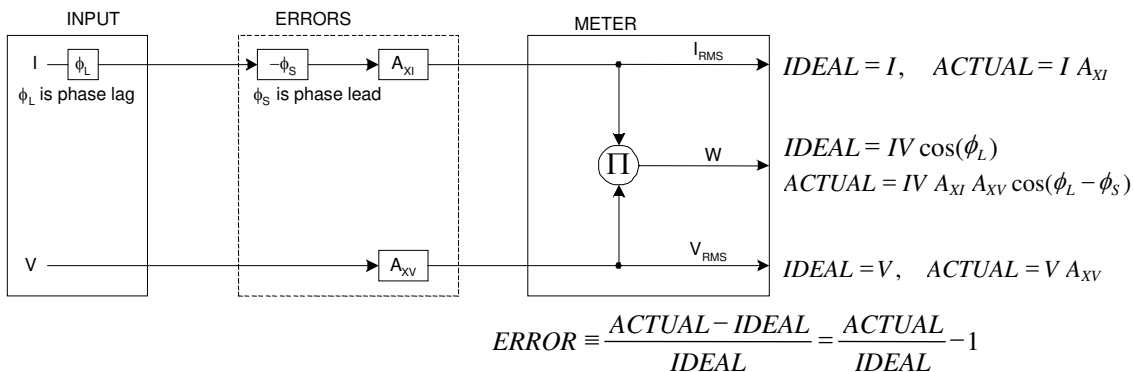 INPUT
ERRORS
METER
I
ϕL
-ϕS
AXI
IRMS
IDEAL = I, ACTUAL = I AXI
ϕL is phase lag
ϕS is phase lead
Π
W
IDEAL = IV cos(ϕL)
ACTUAL = IV AXI AXV cos(ϕL − ϕS)
V
AXV
VRMS
IDEAL = V, ACTUAL = V AXV
ERROR ≡ (ACTUAL − IDEAL)/IDEAL = ACTUAL/IDEAL − 1